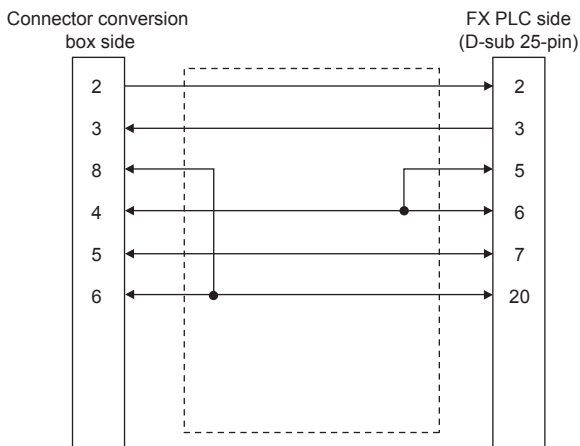 Connector conversion
box side
FX PLC side
(D-sub 25-pin)
2 2
3 3
8 5
4 6
5 7
6 20